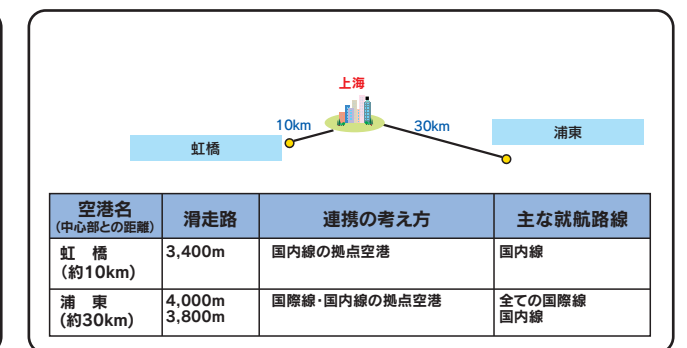 上海
10km
30km
浦東
虹橋
空港名
(中心部との距離)
滑走路
連携の考え方
主な就航路線
虹　橋
(約10km)
3,400m
国内線の拠点空港
国内線
浦　東
(約30km)
4,000m
3,800m
国際線・国内線の拠点空港
全ての国際線
国内線